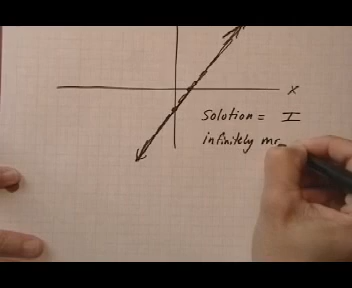 x
Solution = I
infinitely